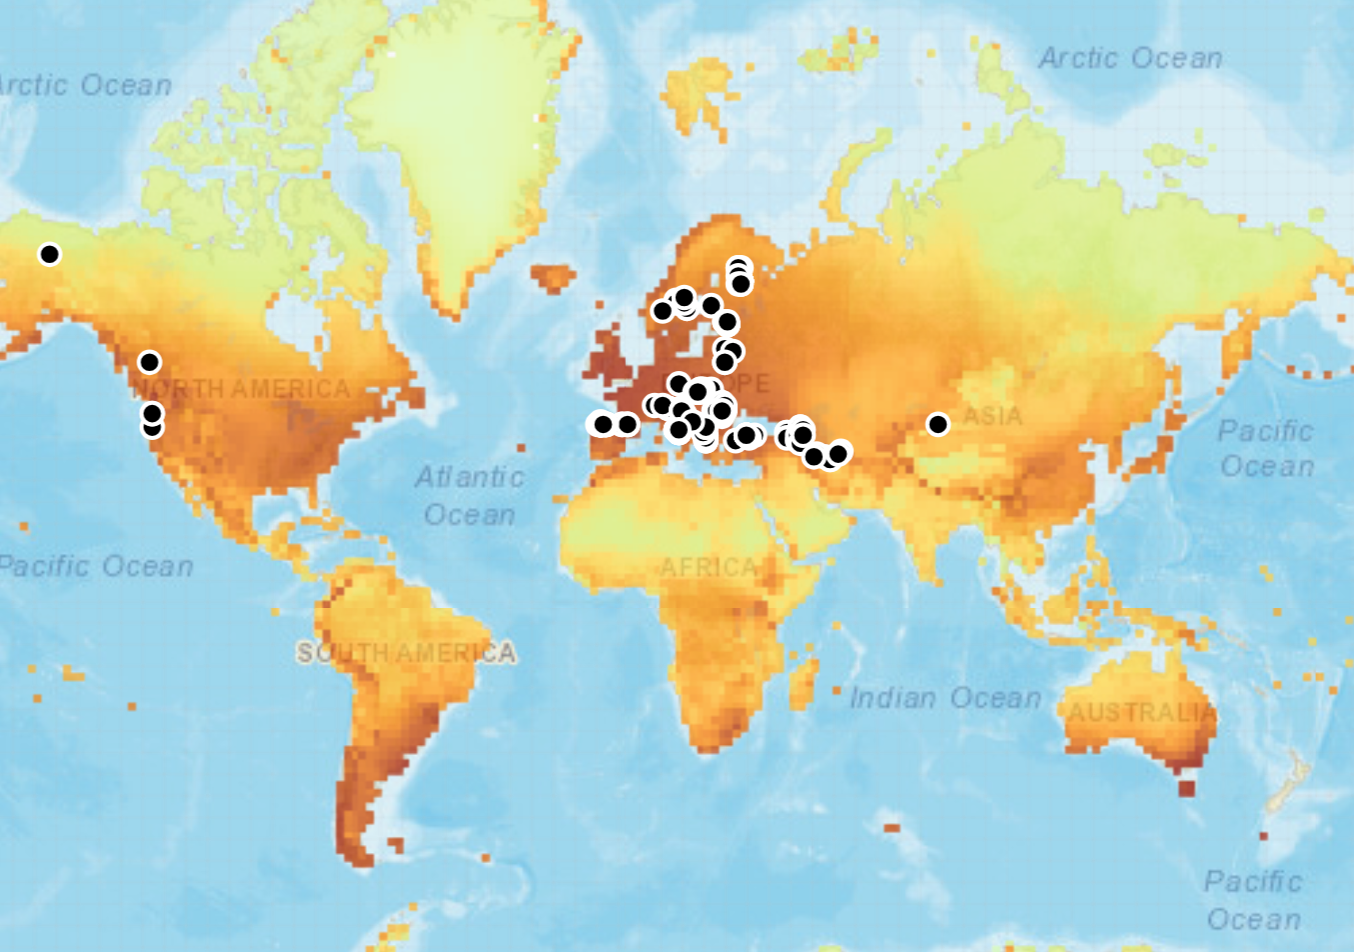 Arctic Ocean
Arctic Ocean
NORTH AMERICA
EUROPE
ASIA
Pacific
Ocean
Atlantic
Ocean
Pacific Ocean
AFRICA
SOUTH AMERICA
Indian Ocean
AUSTRALIA
Pacific
Ocean